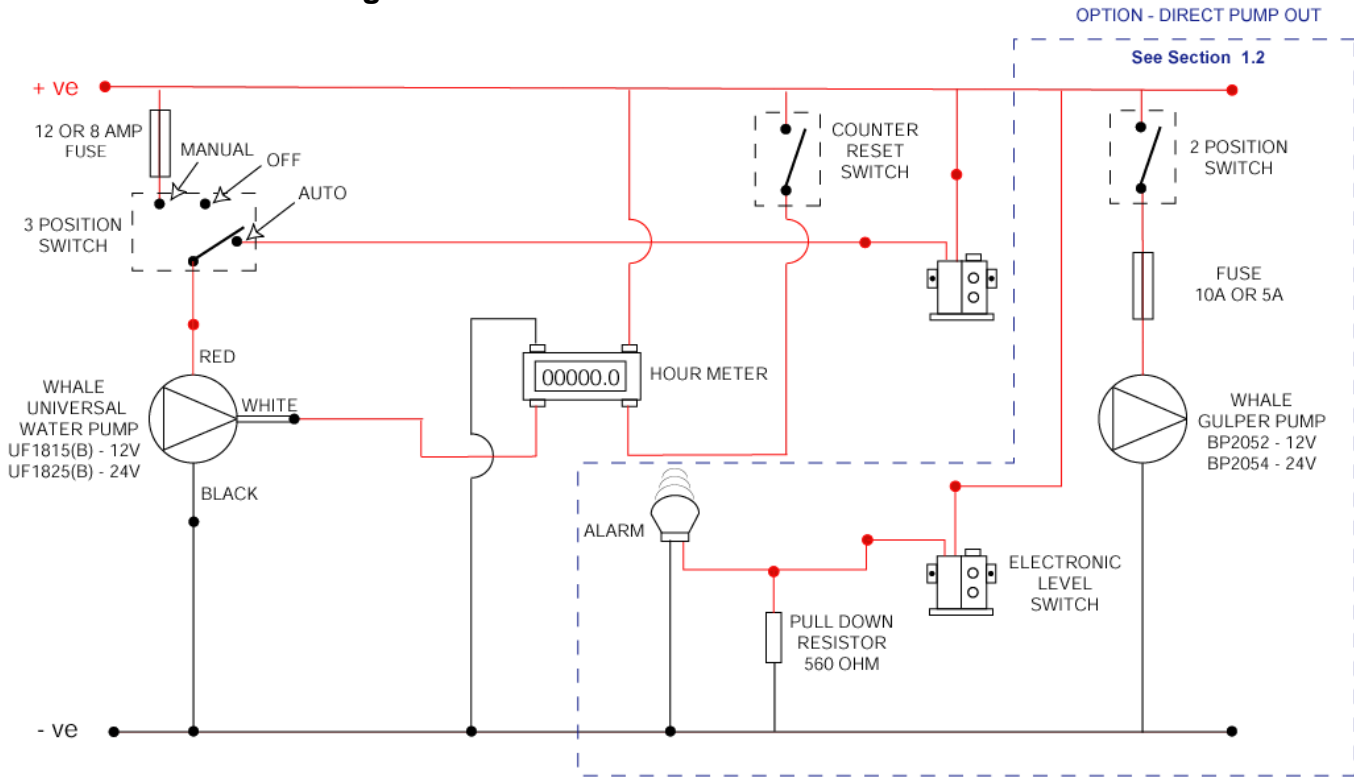 OPTION - DIRECT PUMP OUT
See Section 1.2
+ ve
12 OR 8 AMP
FUSE
MANUAL
OFF
AUTO
3 POSITION
SWITCH
COUNTER
RESET
SWITCH
2 POSITION
SWITCH
FUSE
10A OR 5A
RED
WHITE
WHALE
UNIVERSAL
WATER PUMP
UF1815(B) - 12V
UF1825(B) - 24V
BLACK
00000.0
HOUR METER
WHALE
GULPER PUMP
BP2052 - 12V
BP2054 - 24V
ALARM
ELECTRONIC
LEVEL
SWITCH
PULL DOWN
RESISTOR
560 OHM
- ve